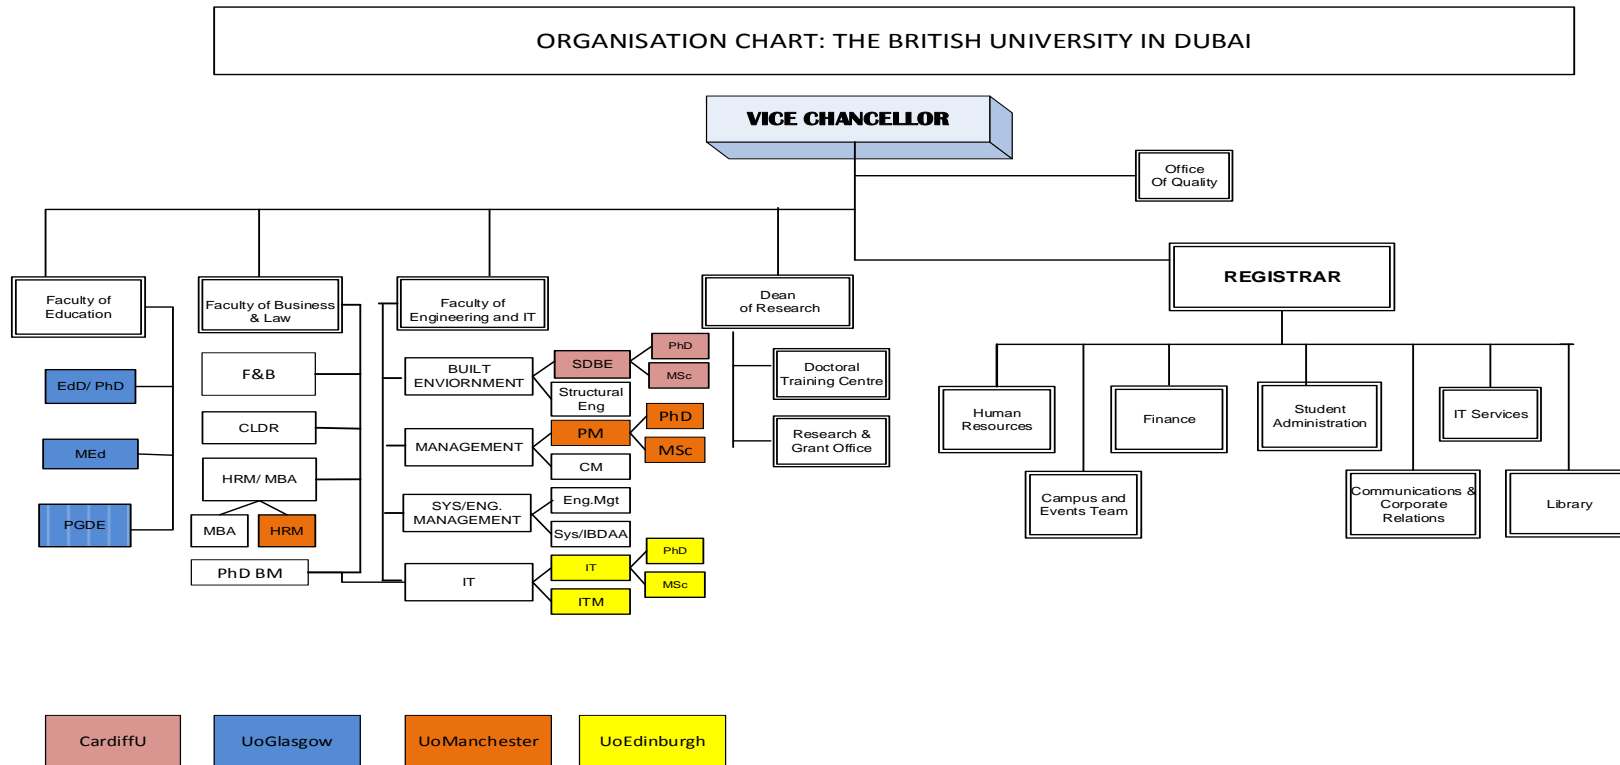 ORGANISATION CHART: THE BRITISH UNIVERSITY IN DUBAI
VICE CHANCELLOR
Office
Of Quality
REGISTRAR
Faculty of
Education
Faculty of Business
& Law
Faculty of
Engineering and IT
Dean
of Research
EdD/ PhD
MEd
PGDE
F&B
CLDR
HRM/ MBA
MBA
HRM
PhD BM
BUILT
ENVIORNMENT
SDBE
PhD
MSc
Structural
Eng
MANAGEMENT
PM
PhD
MSc
CM
SYS/ENG.
MANAGEMENT
Eng.Mgt
Sys/IBDAA
IT
IT
PhD
MSc
ITM
Doctoral
Training Centre
Research &
Grant Office
Human
Resources
Finance
Student
Administration
IT Services
Campus and
Events Team
Communications &
Corporate
Relations
Library
CardiffU
UoGlasgow
UoManchester
UoEdinburgh